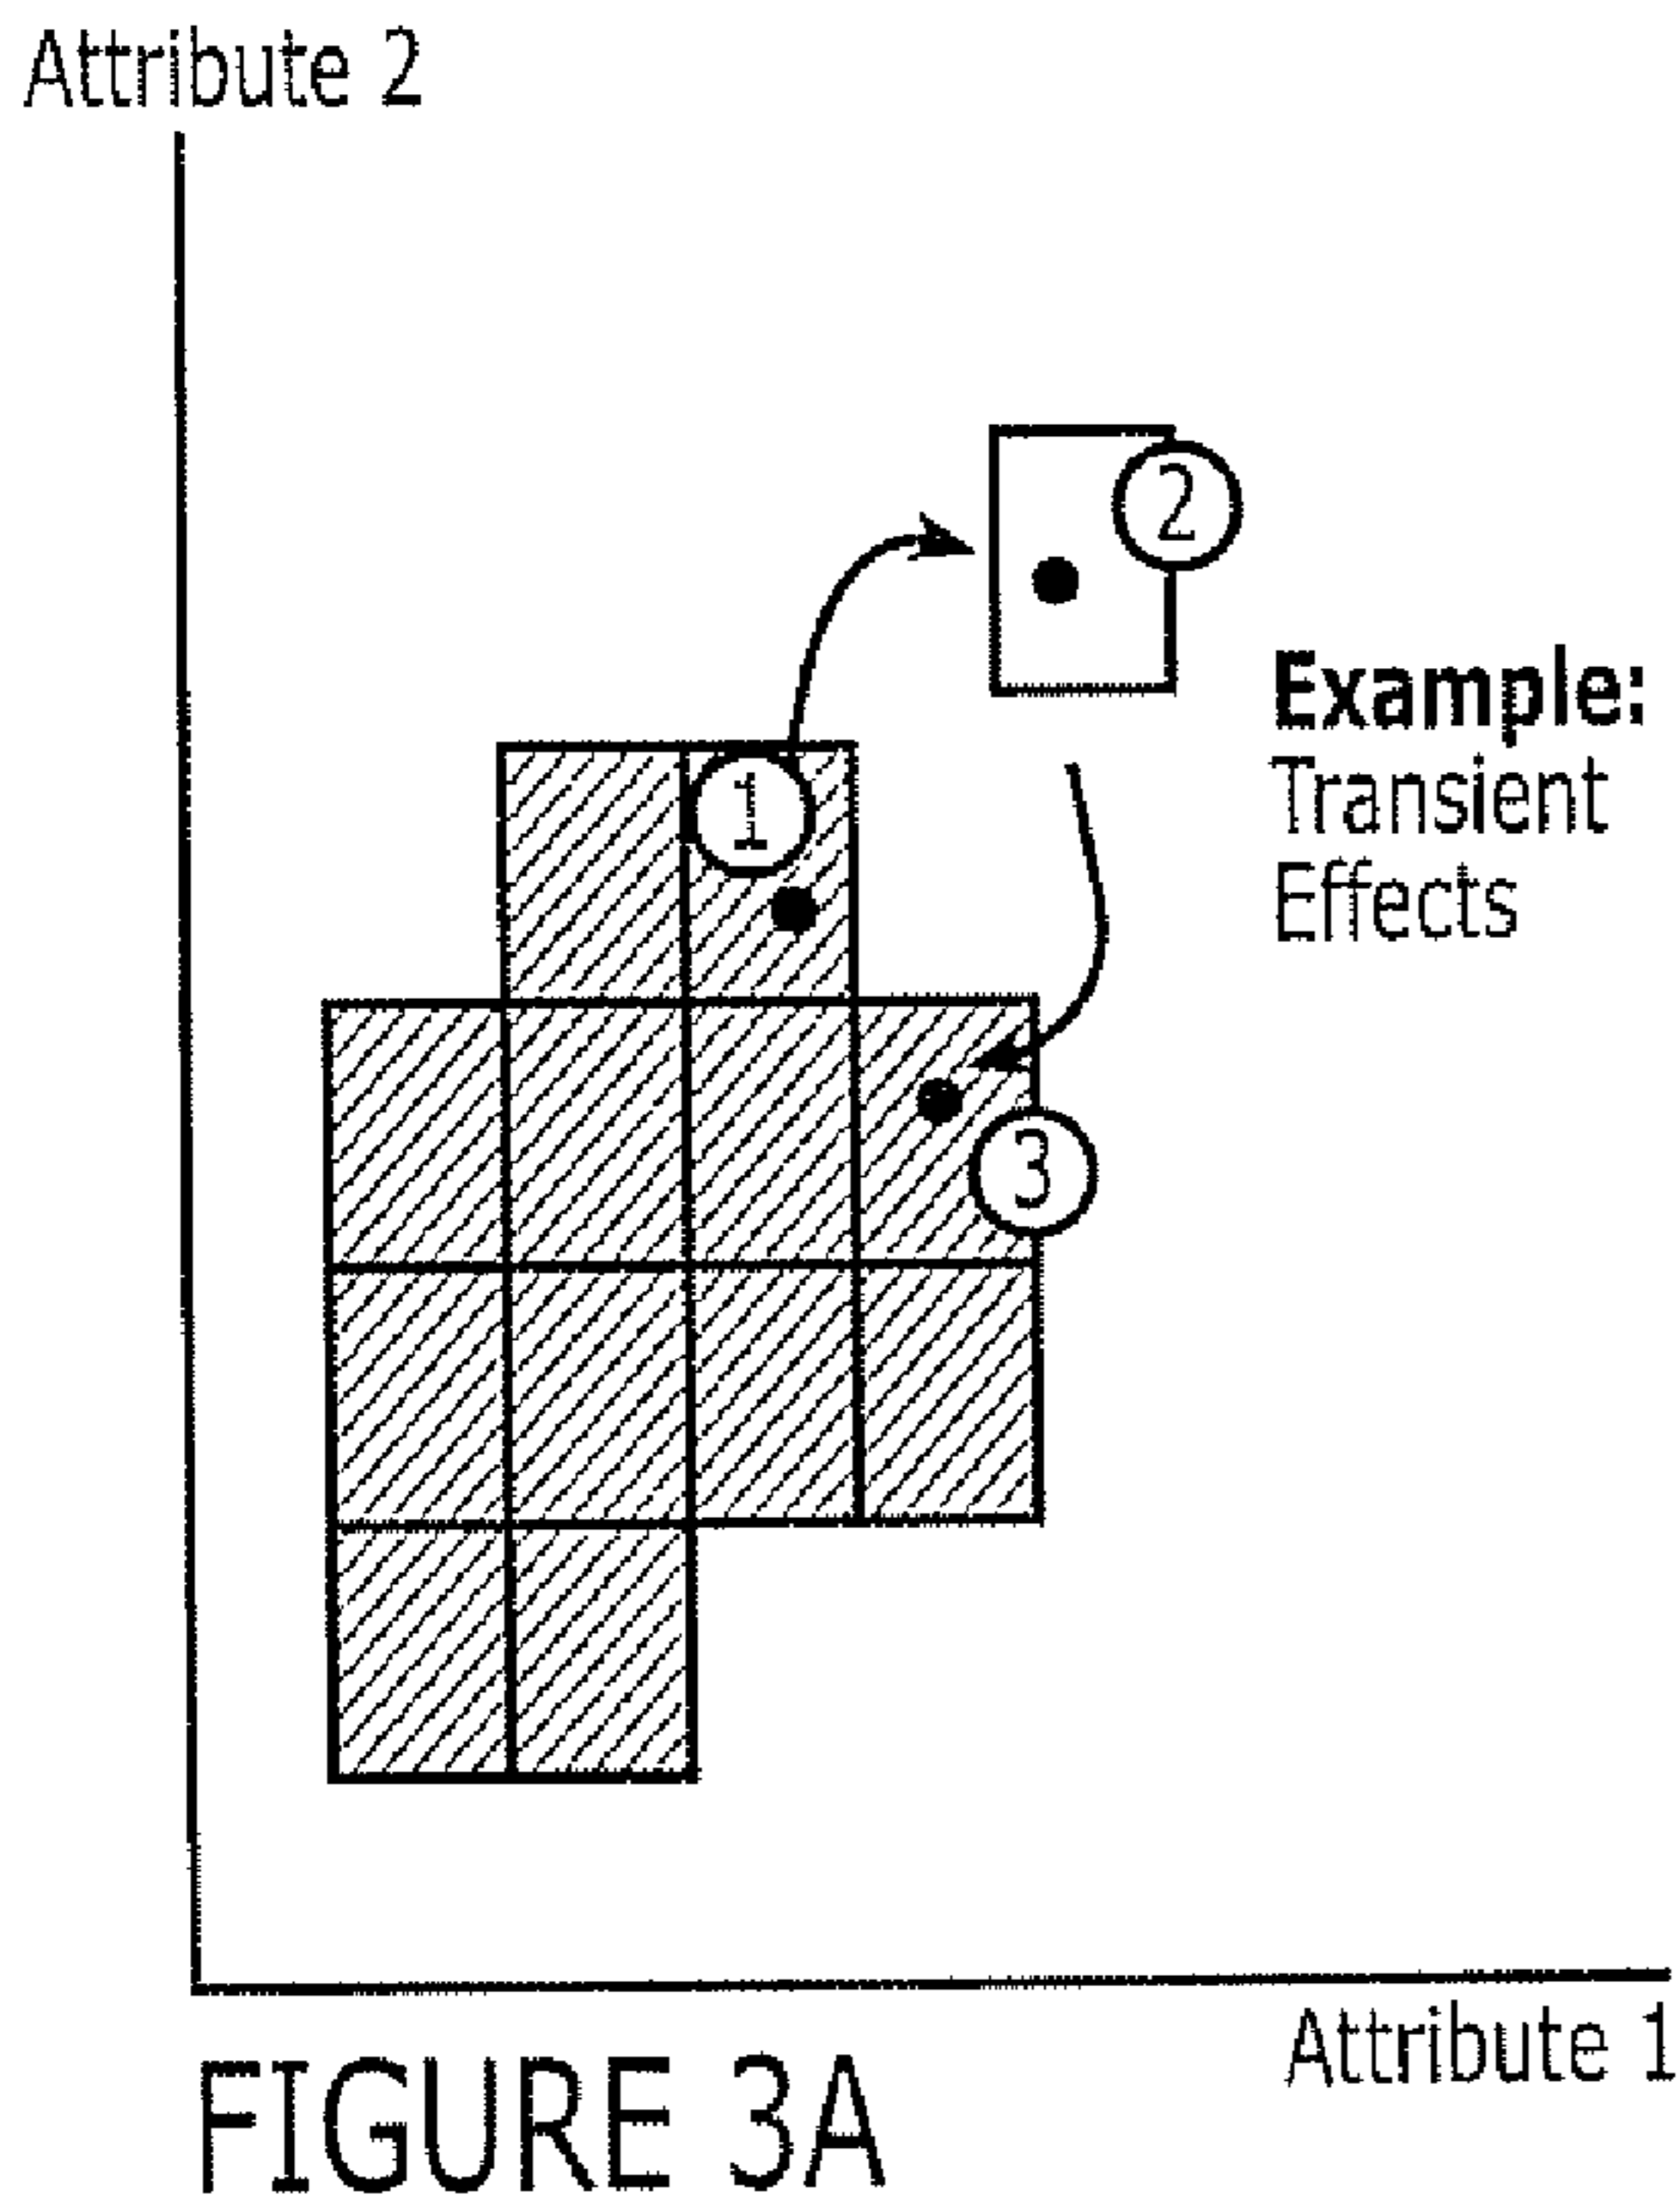 Attribute 2
2
Example:
Transient
Effects
1
3
Attribute 1
FIGURE 3A